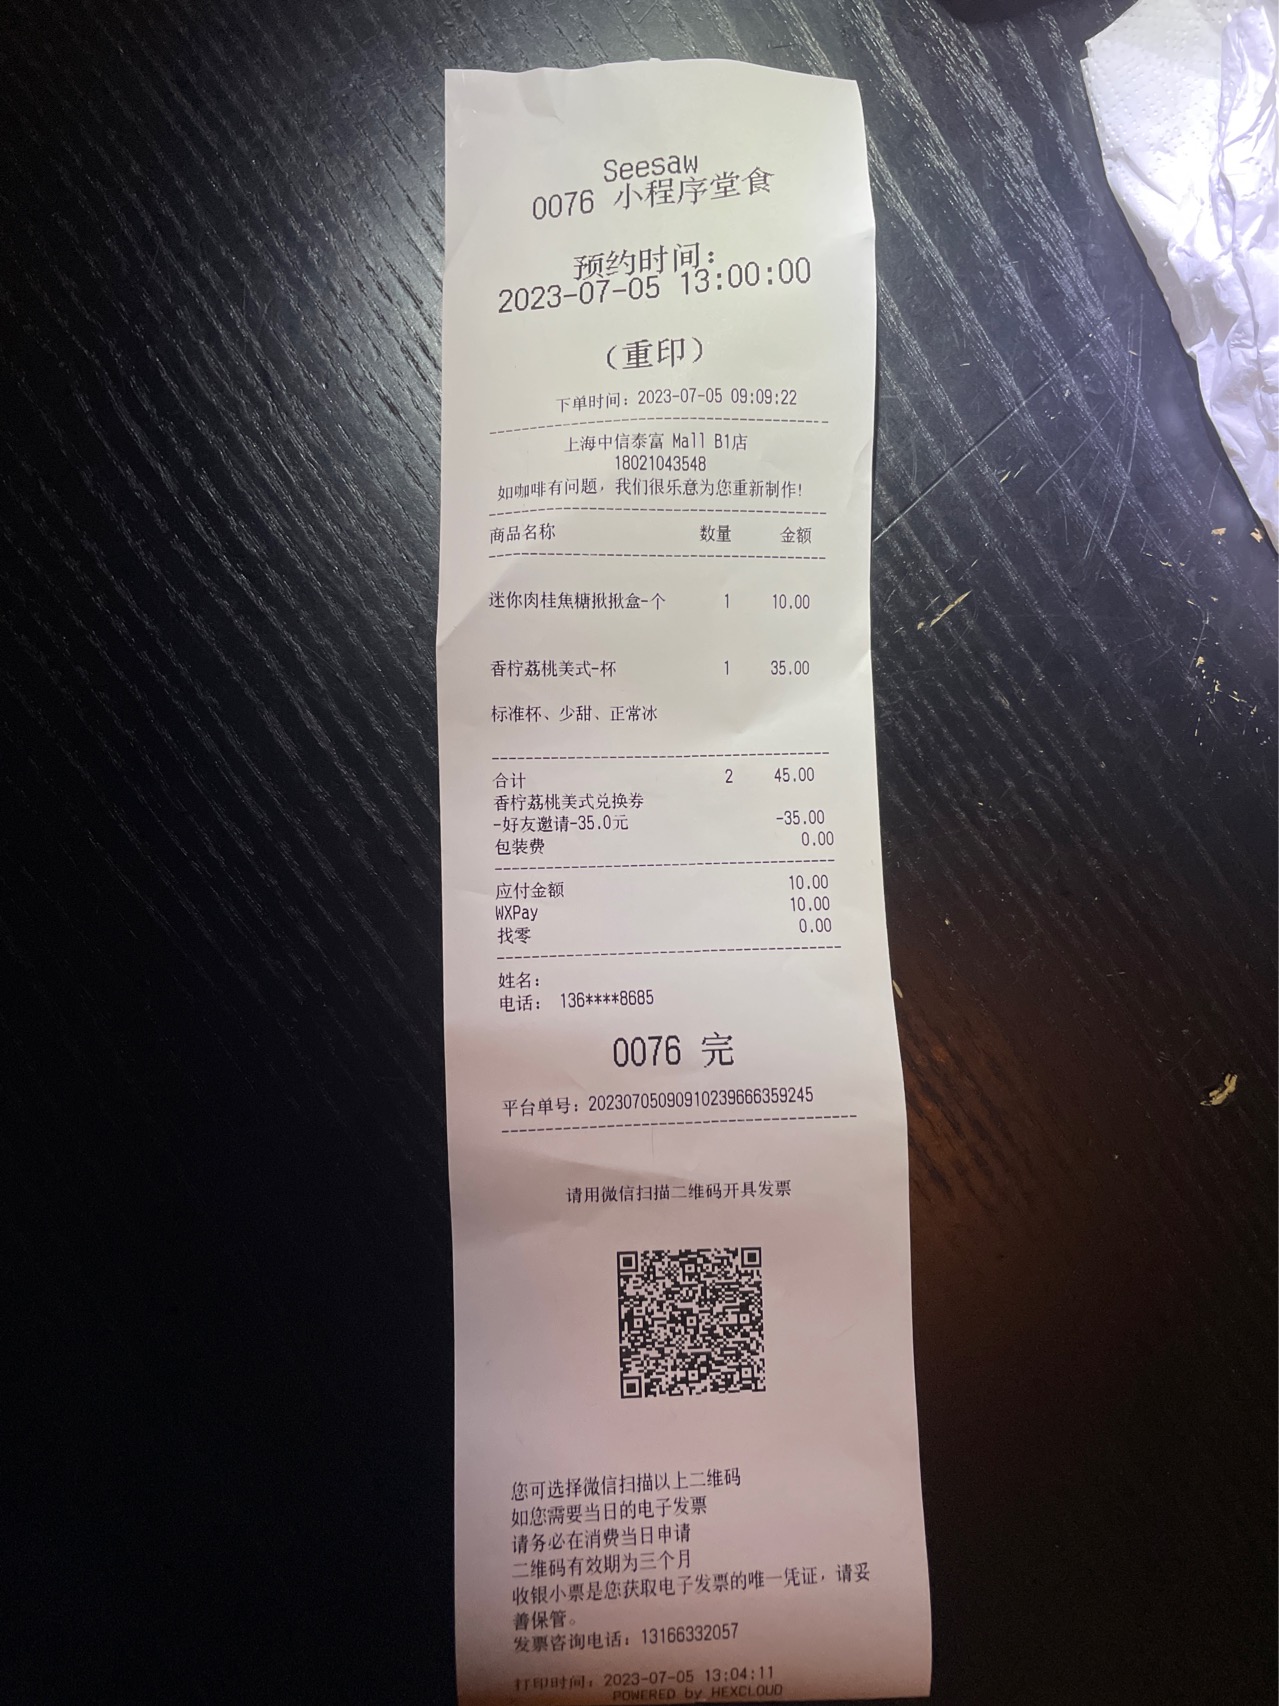 Seesaw
0076 小程序堂食
预约时间：
2023-07-05 13:00:00
（重印）
下单时间：2023-07-05 09:09:22
上海中信泰富 Mall B1店
18021043548
如咖啡有问题，我们很乐意为您重新制作!
商品名称 数量 金额
迷你肉桂焦糖揪揪盒-个 1 10.00
香柠荔桃美式-杯 1 35.00
标准杯、少甜、正常冰
合计 2 45.00
香柠荔桃美式兑换券
-好友邀请-35.0元 -35.00
包装费 0.00
应付金额 10.00
WXPay 10.00
找零 0.00
姓名：
电话： 136****8685
0076 完
平台单号：20230705090910239666359245
请用微信扫描二维码开具发票
您可选择微信扫描以上二维码
如您需要当日的电子发票
请务必在消费当日申请
二维码有效期为三个月
收银小票是您获取电子发票的唯一凭证，请妥
善保管。
发票咨询电话：13166332057
打印时间：2023-07-05 13:04:11
POWERED by HEXCLOUD